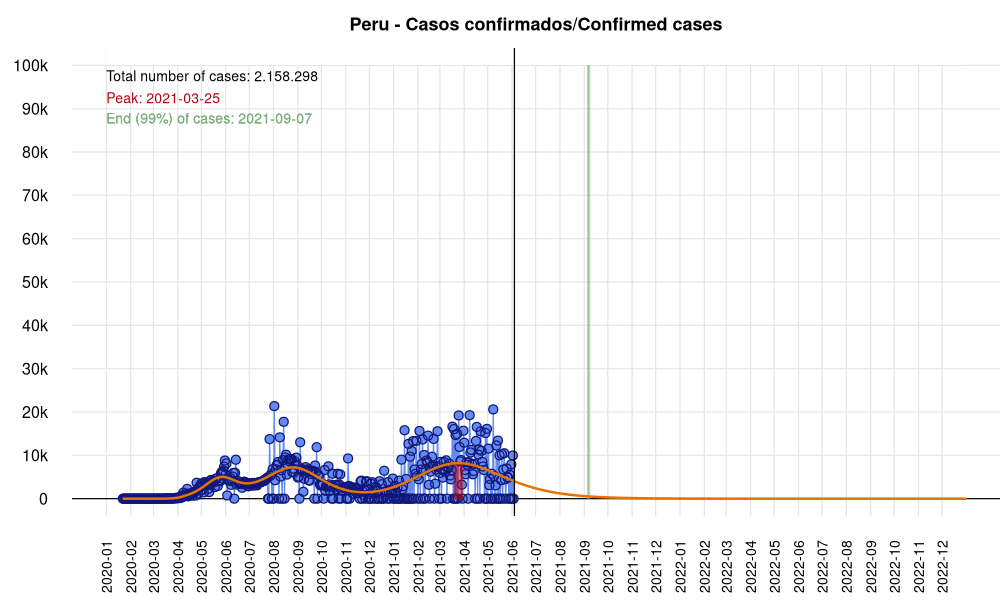 Peru - Casos confirmados/Confirmed cases
100k
90k
80k
70k
60k
50k
40k
30k
20k
10k
0
Total number of cases: 2.158.298
Peak: 2021-03-25
End (99%) of cases: 2021-09-07
2020-01
2020-02
2020-03
2020-04
2020-05
2020-06
2020-07
2020-08
2020-09
2020-10
2020-11
2020-12
2021-01
2021-02
2021-03
2021-04
2021-05
2021-06
2021-07
2021-08
2021-09
2021-10
2021-11
2021-12
2022-01
2022-02
2022-03
2022-04
2022-05
2022-06
2022-07
2022-08
2022-09
2022-10
2022-11
2022-12